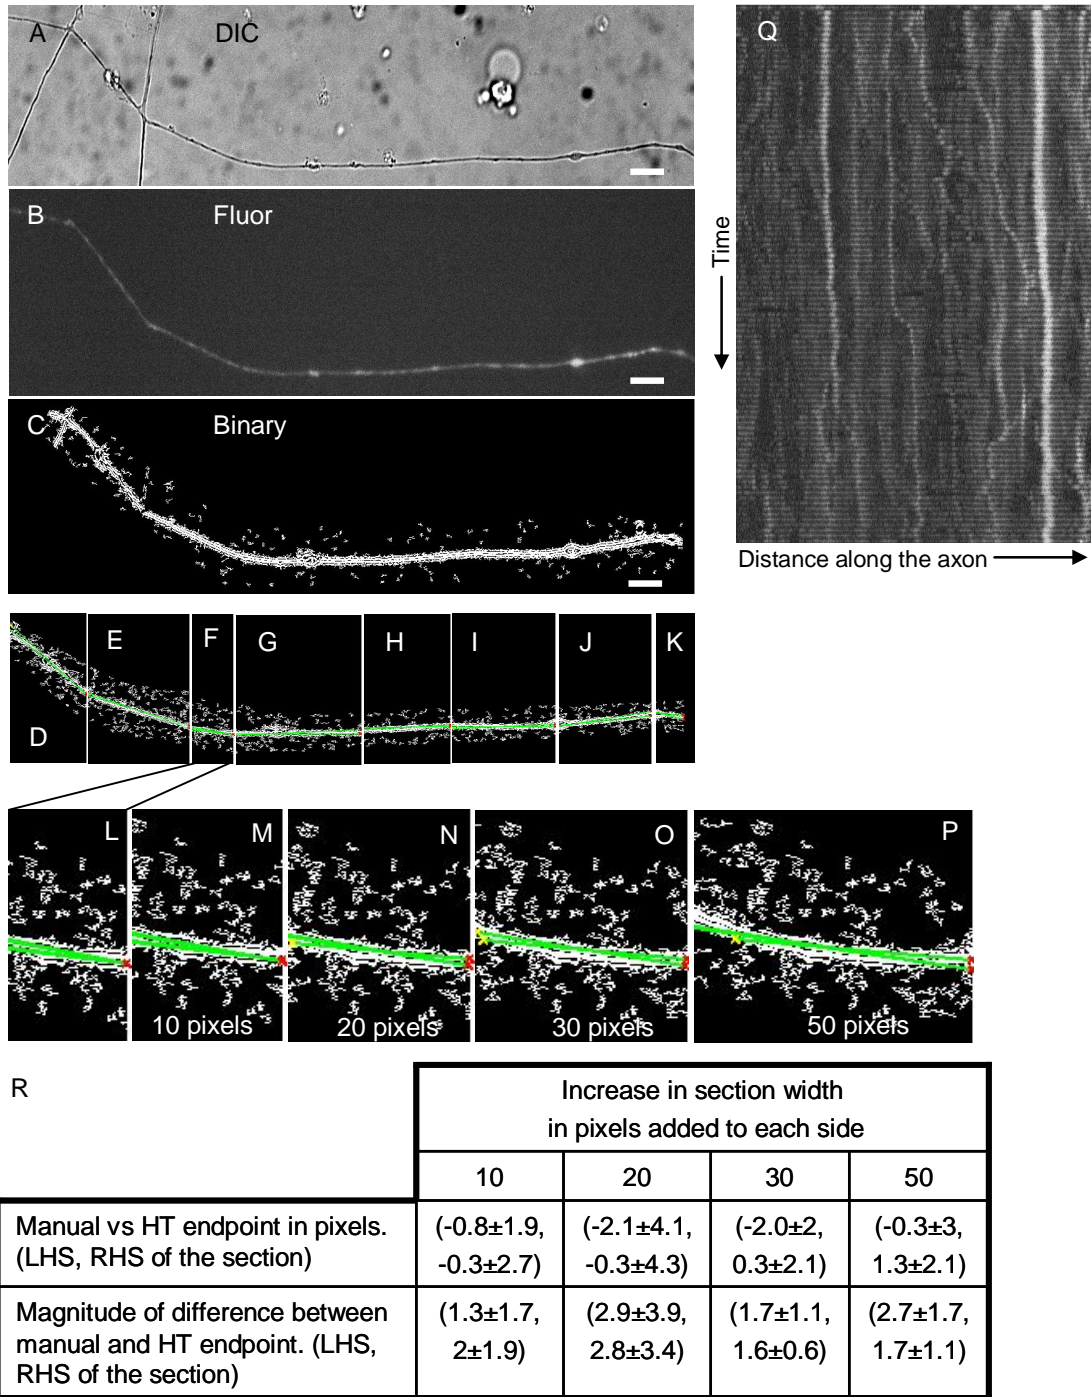 A
DIC
B
Fluor
C
Binary
D
E
F
G
H
I
J
K
L
M
N
O
P
10 pixels
20 pixels
30 pixels
50 pixels
Q
Time
Distance along the axon
R
Increase in section width
in pixels added to each side
10
20
30
50
Manual vs HT endpoint in pixels.
(LHS, RHS of the section)
(-0.8±1.9,
-0.3±2.7)
(-2.1±4.1,
-0.3±4.3)
(-2.0±2,
0.3±2.1)
(-0.3±3,
1.3±2.1)
Magnitude of difference between
manual and HT endpoint. (LHS,
RHS of the section)
(1.3±1.7,
2±1.9)
(2.9±3.9,
2.8±3.4)
(1.7±1.1,
1.6±0.6)
(2.7±1.7,
1.7±1.1)